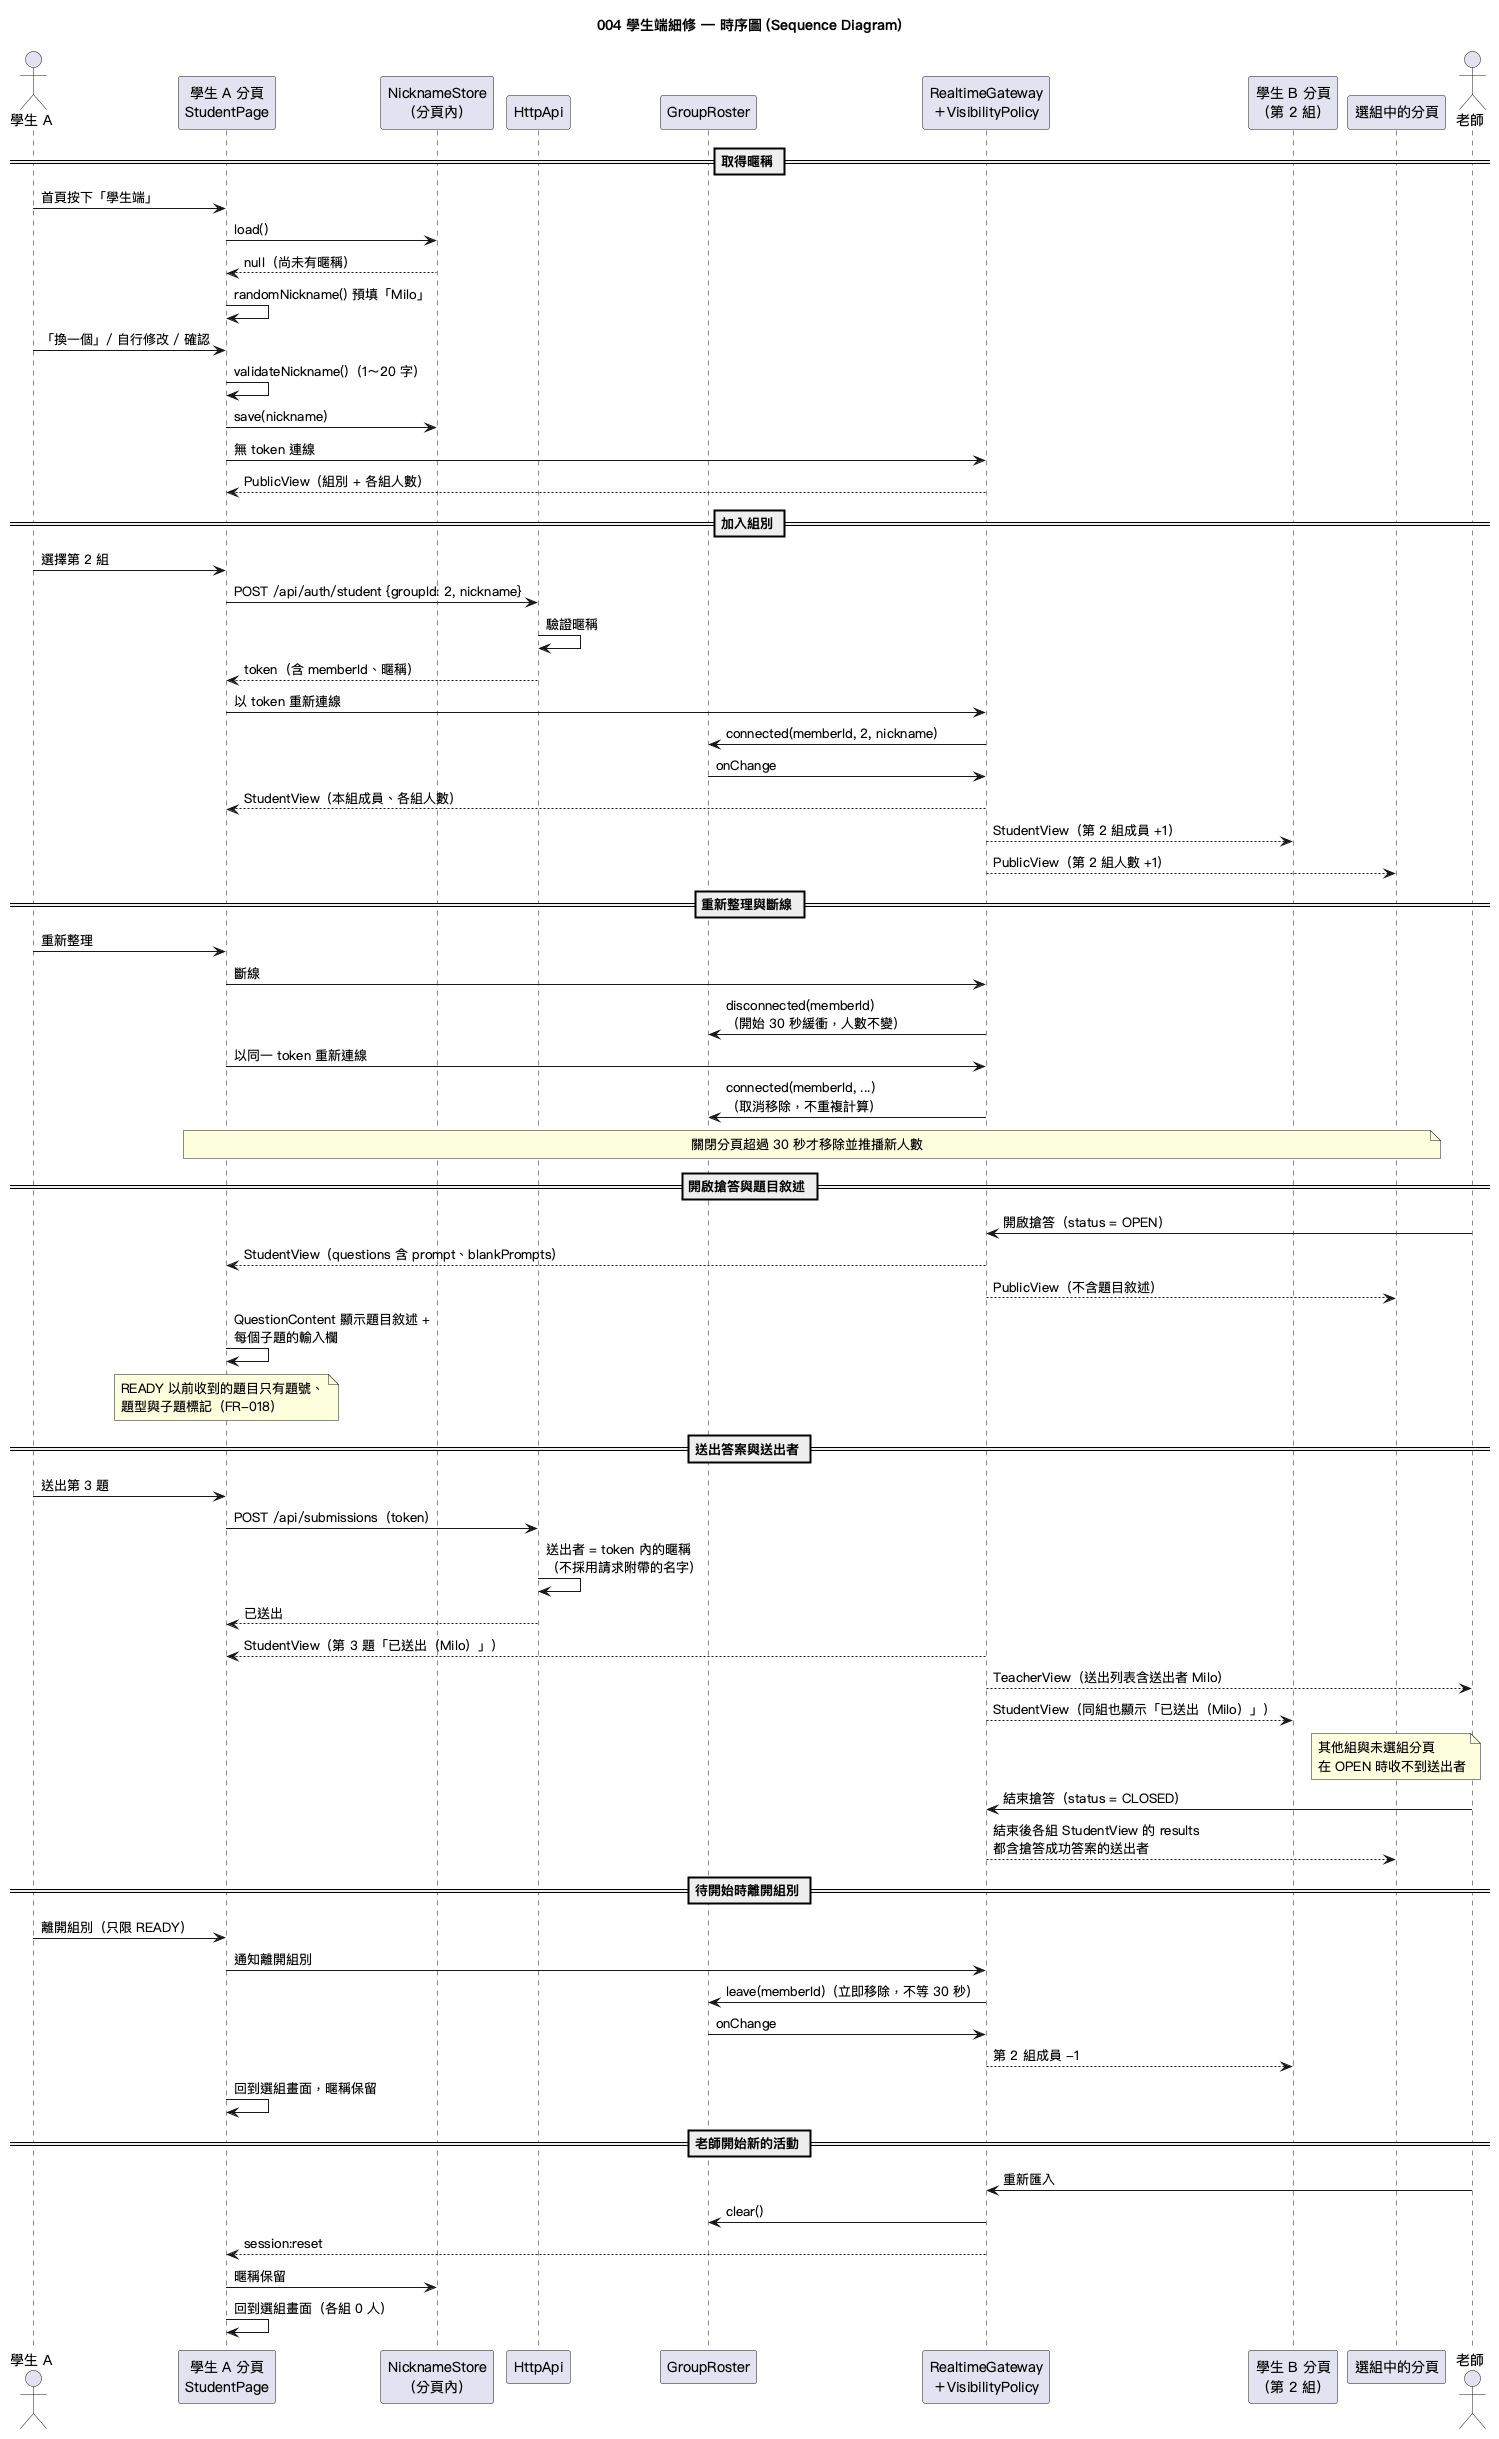 004 學生端細修 — 時序圖 (Sequence Diagram)
學生 A
學生 A 分頁
StudentPage
NicknameStore
（分頁內）
HttpApi
GroupRoster
RealtimeGateway
＋VisibilityPolicy
學生 B 分頁
（第 2 組）
選組中的分頁
老師
取得暱稱
首頁按下「學生端」
load()
null（尚未有暱稱）
randomNickname() 預填「Milo」
「換一個」/ 自行修改 / 確認
validateNickname()（1～20 字）
save(nickname)
無 token 連線
PublicView（組別 + 各組人數）
加入組別
選擇第 2 組
POST /api/auth/student {groupId: 2, nickname}
驗證暱稱
token（含 memberId、暱稱）
以 token 重新連線
connected(memberId, 2, nickname)
onChange
StudentView（本組成員、各組人數）
StudentView（第 2 組成員 +1）
PublicView（第 2 組人數 +1）
重新整理與斷線
重新整理
斷線
disconnected(memberId)
（開始 30 秒緩衝，人數不變）
以同一 token 重新連線
connected(memberId, ...)
（取消移除，不重複計算）
關閉分頁超過 30 秒才移除並推播新人數
開啟搶答與題目敘述
開啟搶答（status = OPEN）
StudentView（questions 含 prompt、blankPrompts）
PublicView（不含題目敘述）
QuestionContent 顯示題目敘述 +
每個子題的輸入欄
READY 以前收到的題目只有題號、
題型與子題標記（FR-018）
送出答案與送出者
送出第 3 題
POST /api/submissions（token）
送出者 = token 內的暱稱
（不採用請求附帶的名字）
已送出
StudentView（第 3 題「已送出（Milo）」）
TeacherView（送出列表含送出者 Milo）
StudentView（同組也顯示「已送出（Milo）」）
其他組與未選組分頁
在 OPEN 時收不到送出者
結束搶答（status = CLOSED）
結束後各組 StudentView 的 results
都含搶答成功答案的送出者
待開始時離開組別
離開組別（只限 READY）
通知離開組別
leave(memberId)（立即移除，不等 30 秒）
onChange
第 2 組成員 -1
回到選組畫面，暱稱保留
老師開始新的活動
重新匯入
clear()
session:reset
暱稱保留
回到選組畫面（各組 0 人）
學生 A
學生 A 分頁
StudentPage
NicknameStore
（分頁內）
HttpApi
GroupRoster
RealtimeGateway
＋VisibilityPolicy
學生 B 分頁
（第 2 組）
選組中的分頁
老師